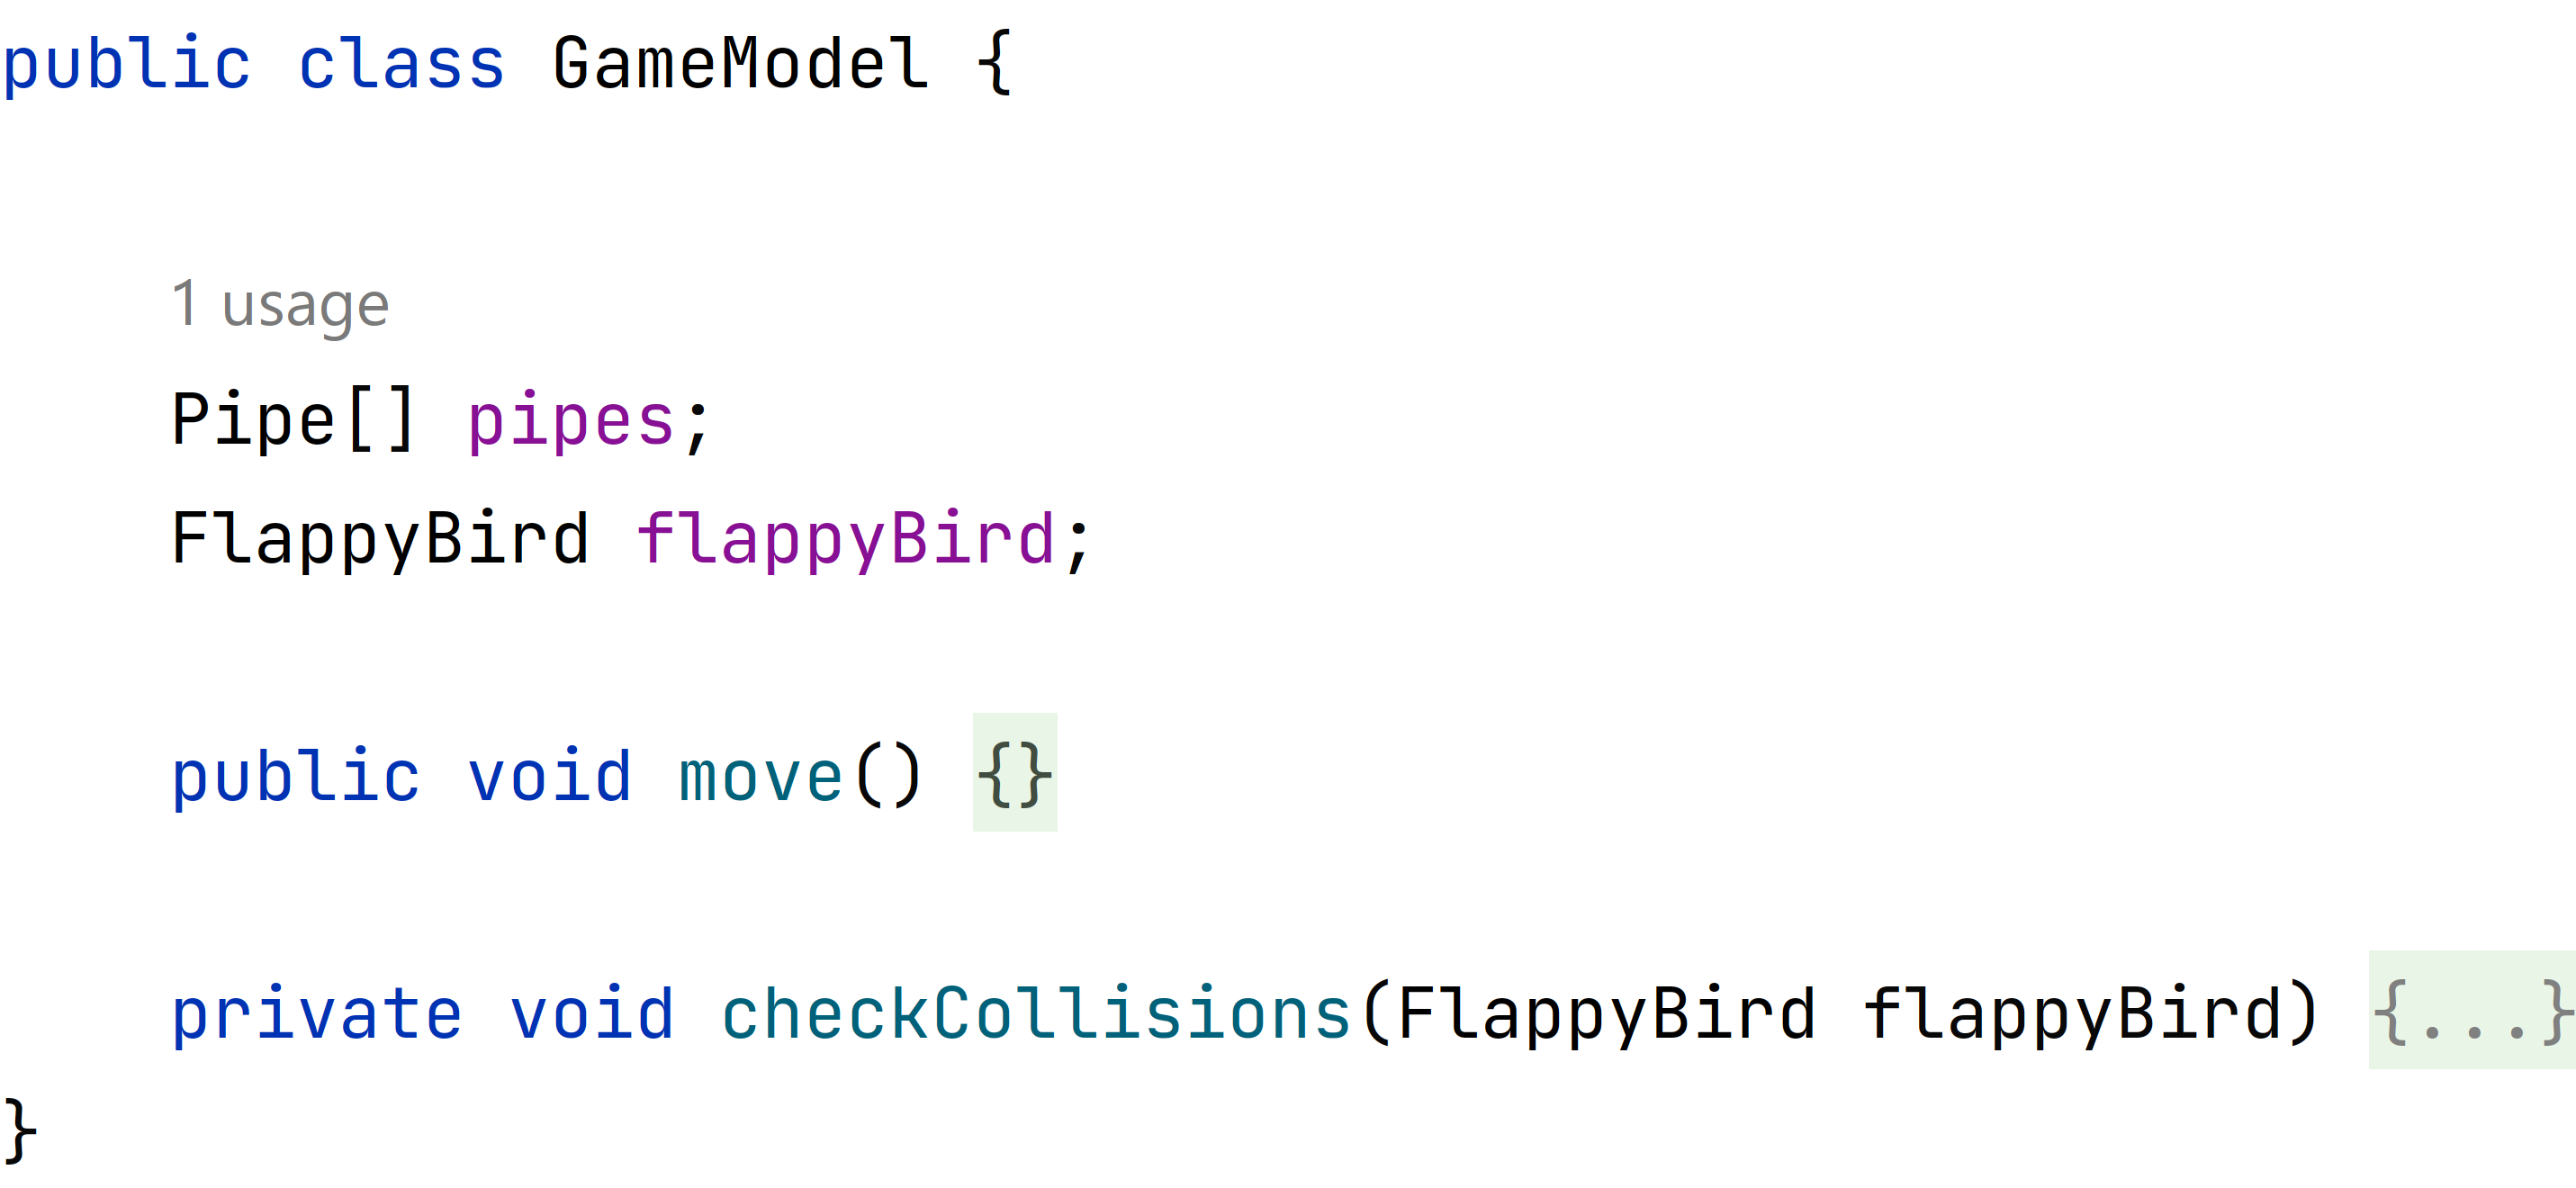 public class GameModel {
1 usage
Pipe[] pipes;
FlappyBird flappyBird;
public void move() {}
private void checkCollisions(FlappyBird flappyBird) {...}
}